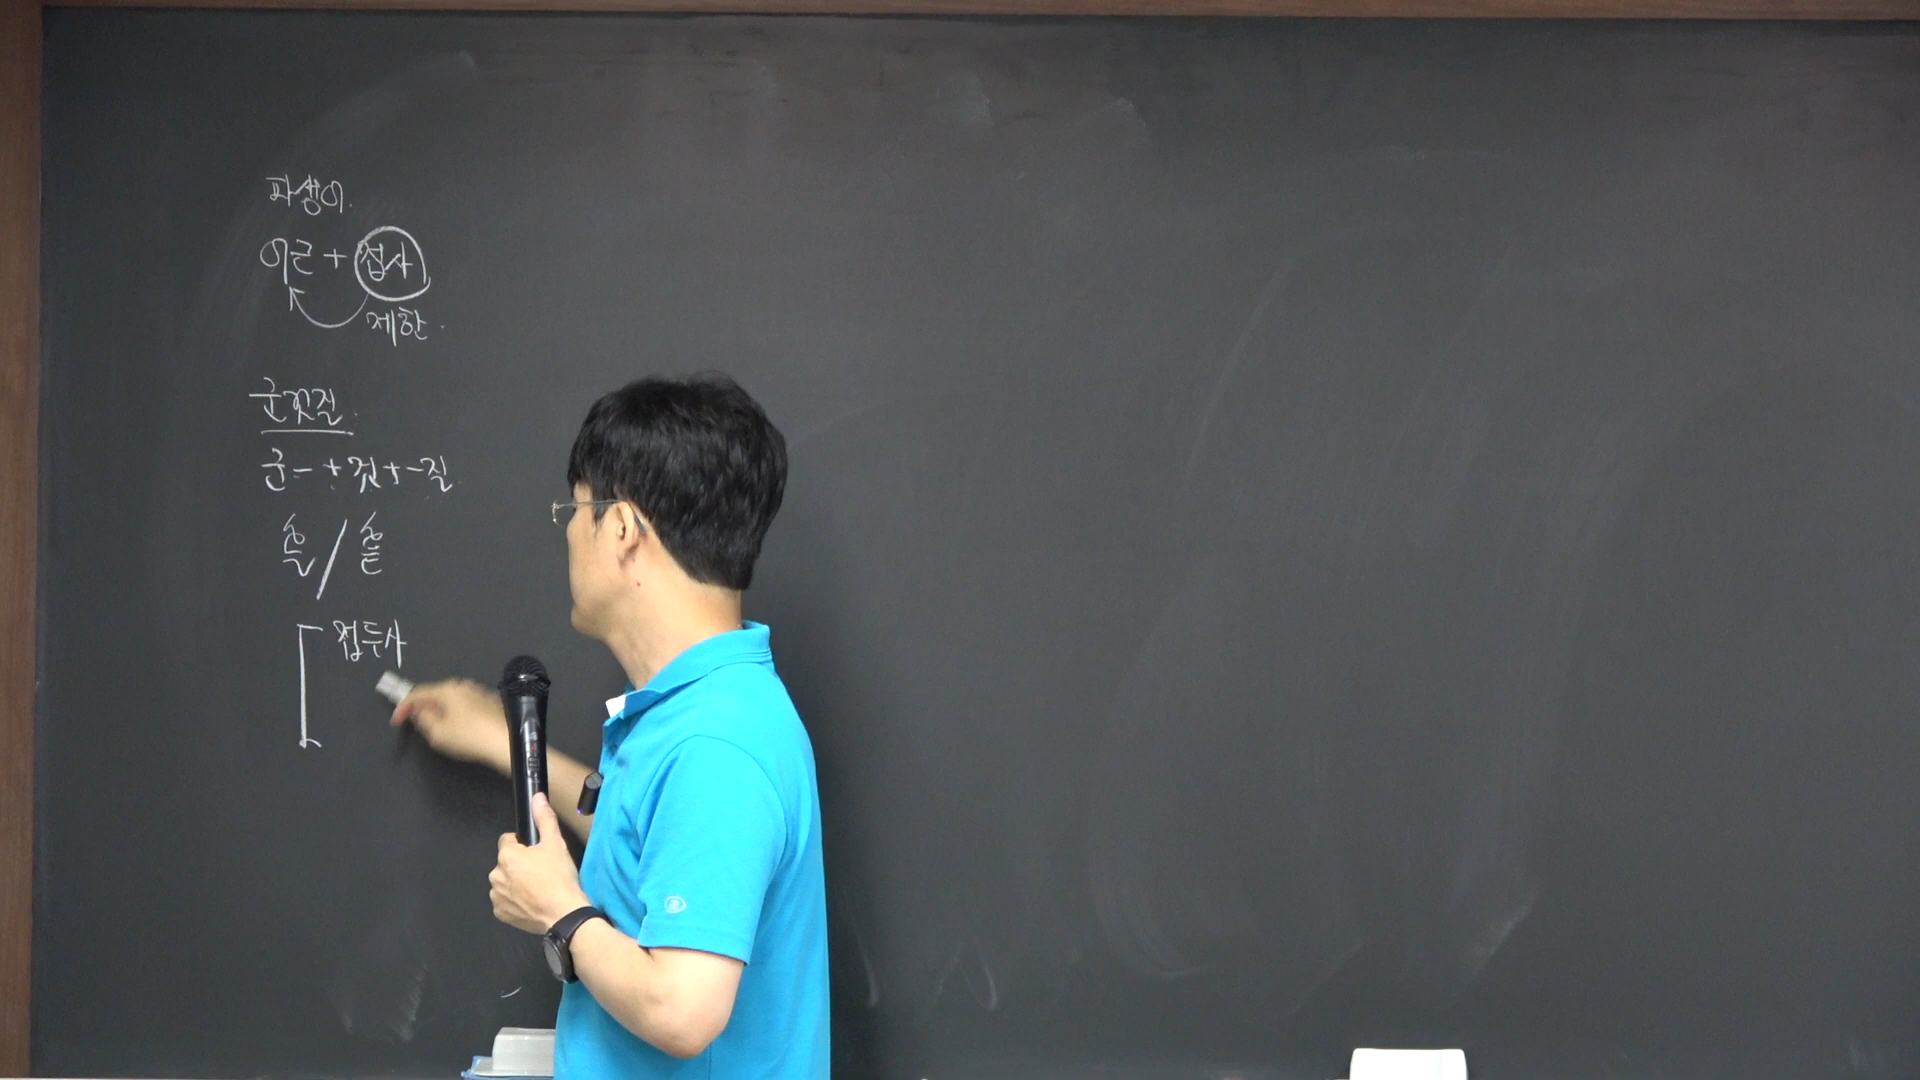 파생어.
어근 + 접사
제한.
군것질.
군- + 것 + -질
솔 / 솥
접두사